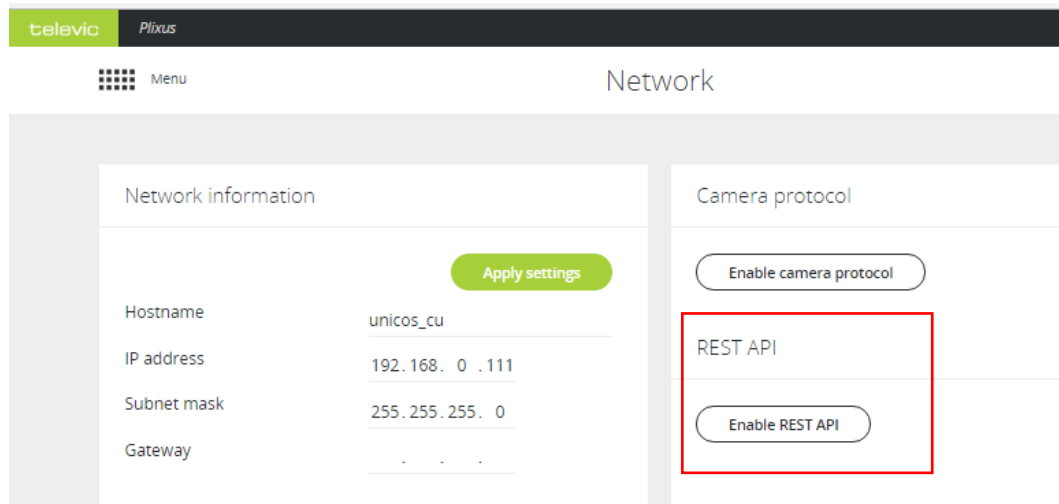 televic Plixus
Menu
Network
Network information
Apply settings
Hostname unicos_cu
IP address 192.168. 0 .111
Subnet mask 255.255.255. 0
Gateway . . .
Camera protocol
Enable camera protocol
REST API
Enable REST API